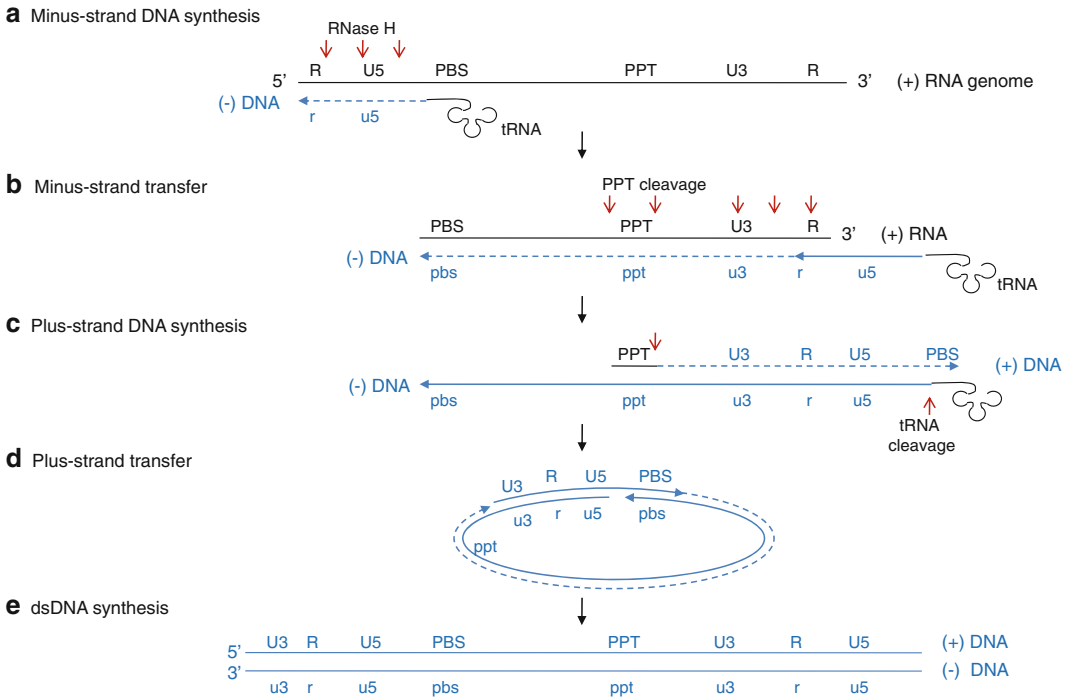 a Minus-strand DNA synthesis
RNase H
R U5 PBS PPT U3 R
5' 3' (+) RNA genome
(-) DNA
r u5
tRNA
b Minus-strand transfer
PPT cleavage
PBS PPT U3 R
3' (+) RNA
(-) DNA
pbs ppt u3 r u5
tRNA
c Plus-strand DNA synthesis
PPT U3 R U5 PBS
(+) DNA
(-) DNA
pbs ppt u3 r u5
tRNA
cleavage
d Plus-strand transfer
U3 R U5 PBS
u3 r u5 pbs
ppt
e dsDNA synthesis
U3 R U5 PBS PPT U3 R U5 (+) DNA
5'
3' (-) DNA
u3 r u5 pbs ppt u3 r u5